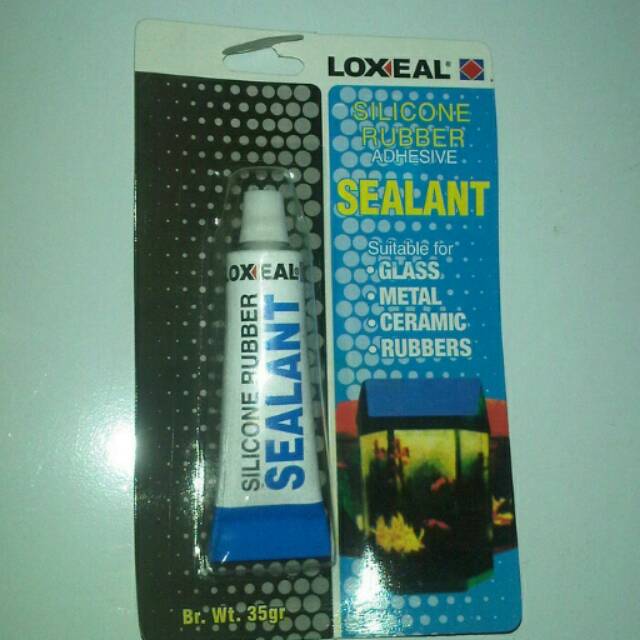 LOXEAL®
SILICONE
RUBBER
ADHESIVE
SEALANT
Suitable for
• GLASS
• METAL
• CERAMIC
• RUBBERS
LOXEAL®
SILICONE RUBBER
SEALANT
Br. Wt. 35gr